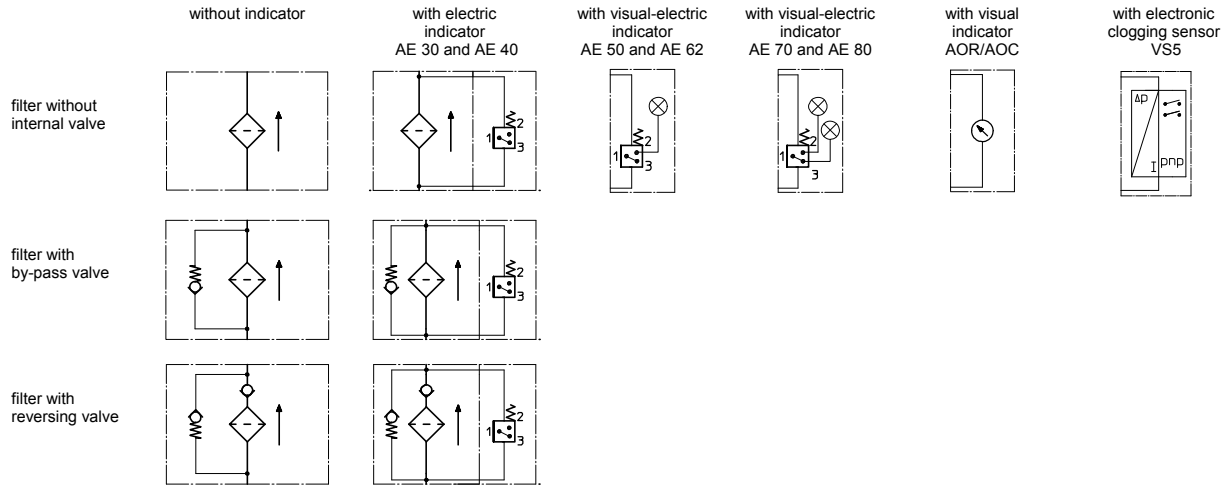 without indicator
with electric
indicator
AE 30 and AE 40
with visual-electric
indicator
AE 50 and AE 62
with visual-electric
indicator
AE 70 and AE 80
with visual
indicator
AOR/AOC
with electronic
clogging sensor
VS5
filter without
internal valve
1 2 3
1 2 3
1 2 3
Δp
I pnp
filter with
by-pass valve
1 2 3
filter with
reversing valve
1 2 3